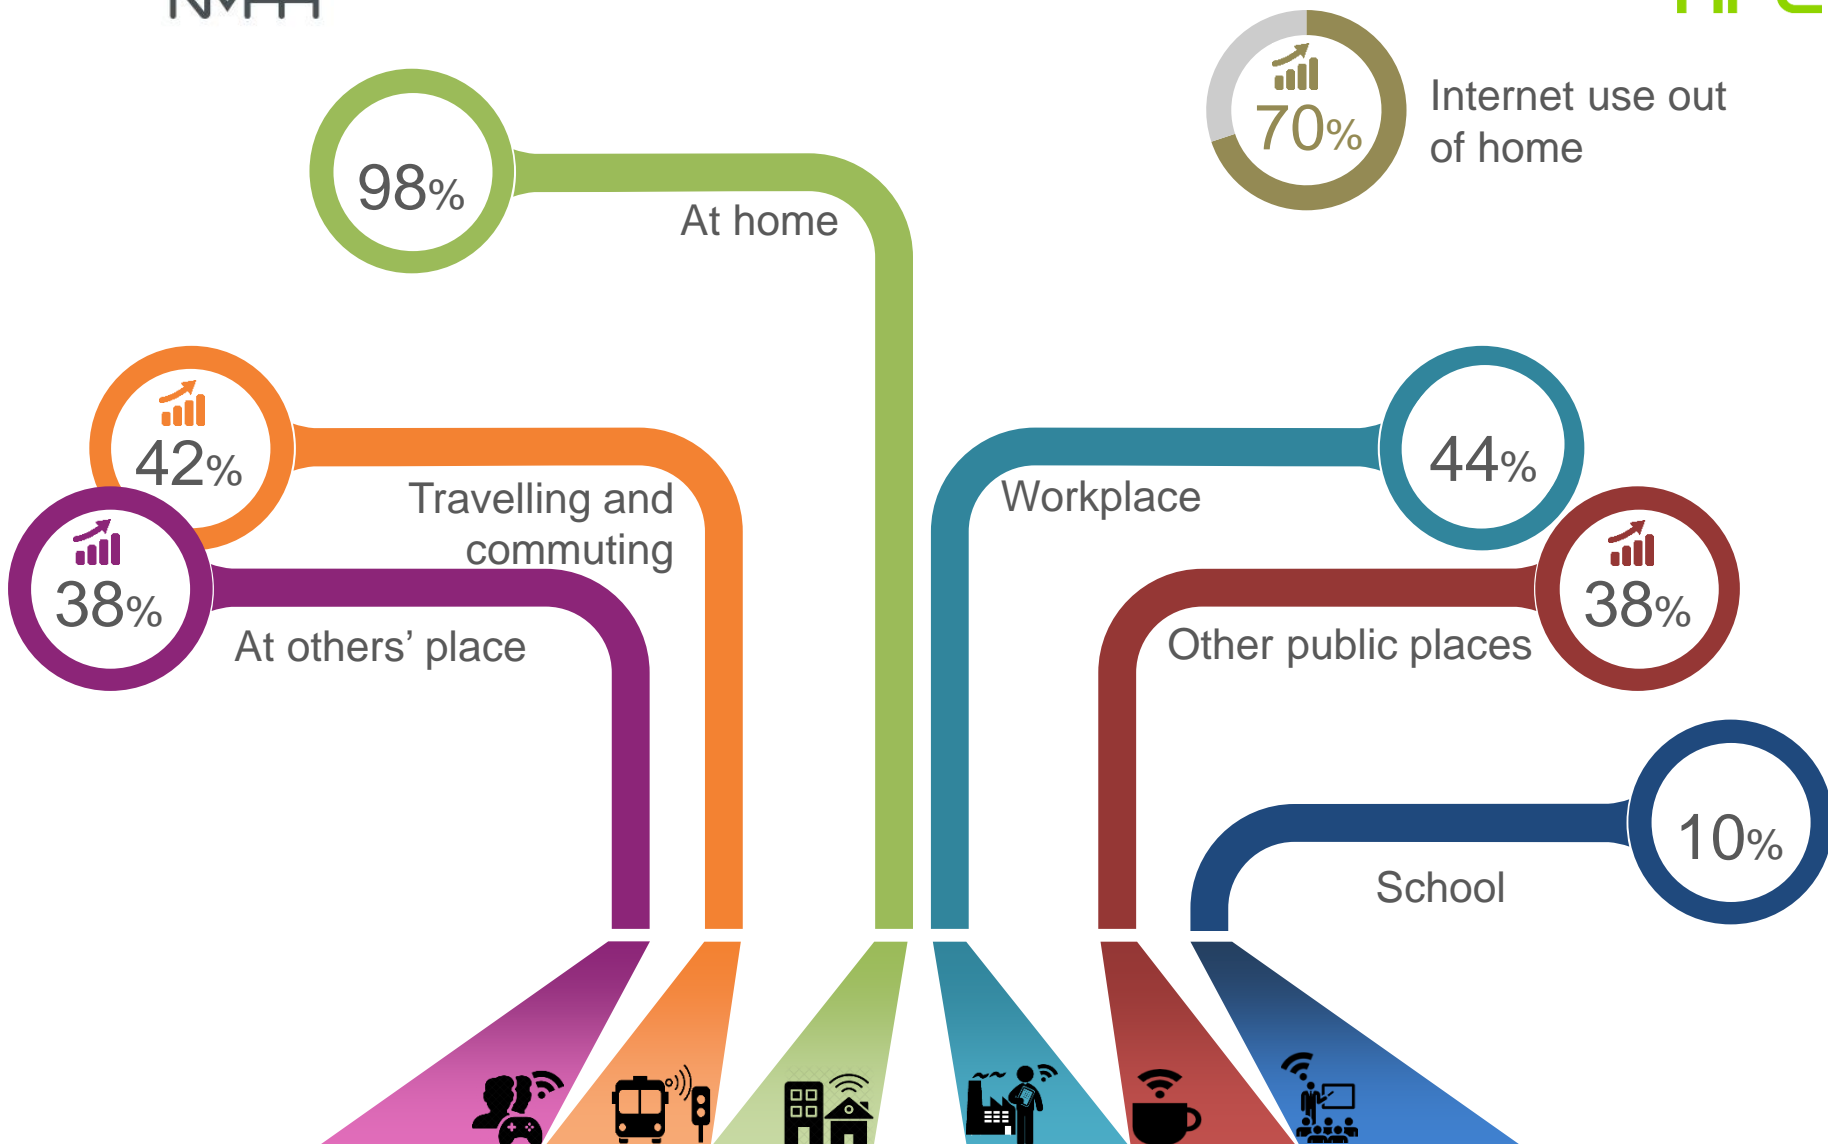 70%
Internet use out
of home
98%
At home
42%
Travelling and
commuting
44%
Workplace
38%
At others’ place
38%
Other public places
10%
School